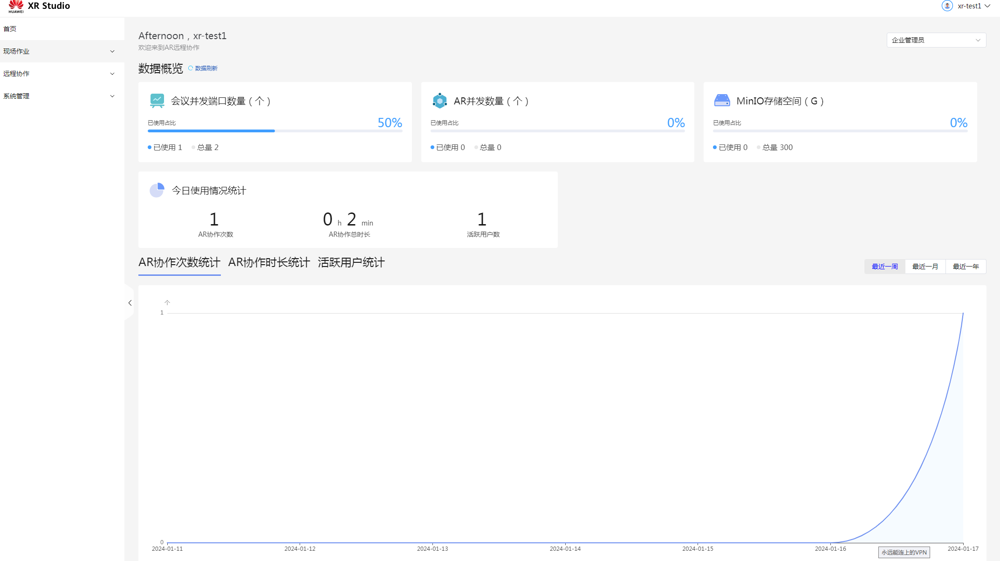 HUAWEI XR Studio
xr-test1
首页
现场作业
远程协作
系统管理
Afternoon，xr-test1
欢迎来到AR远程协作
企业管理员
数据概览 数据刷新
会议并发端口数量（个）
已使用占比 50%
已使用 1 总量 2
AR并发数量（个）
已使用占比 0%
已使用 0 总量 0
MinIO存储空间（G）
已使用占比 0%
已使用 0 总量 300
今日使用情况统计
1
AR协作次数
0 h 2 min
AR协作总时长
1
活跃用户数
AR协作次数统计 AR协作时长统计 活跃用户统计
最近一周 最近一月 最近一年
个
1
0
2024-01-11 2024-01-12 2024-01-13 2024-01-14 2024-01-15 2024-01-16 2024-01-17
永远能连上的VPN